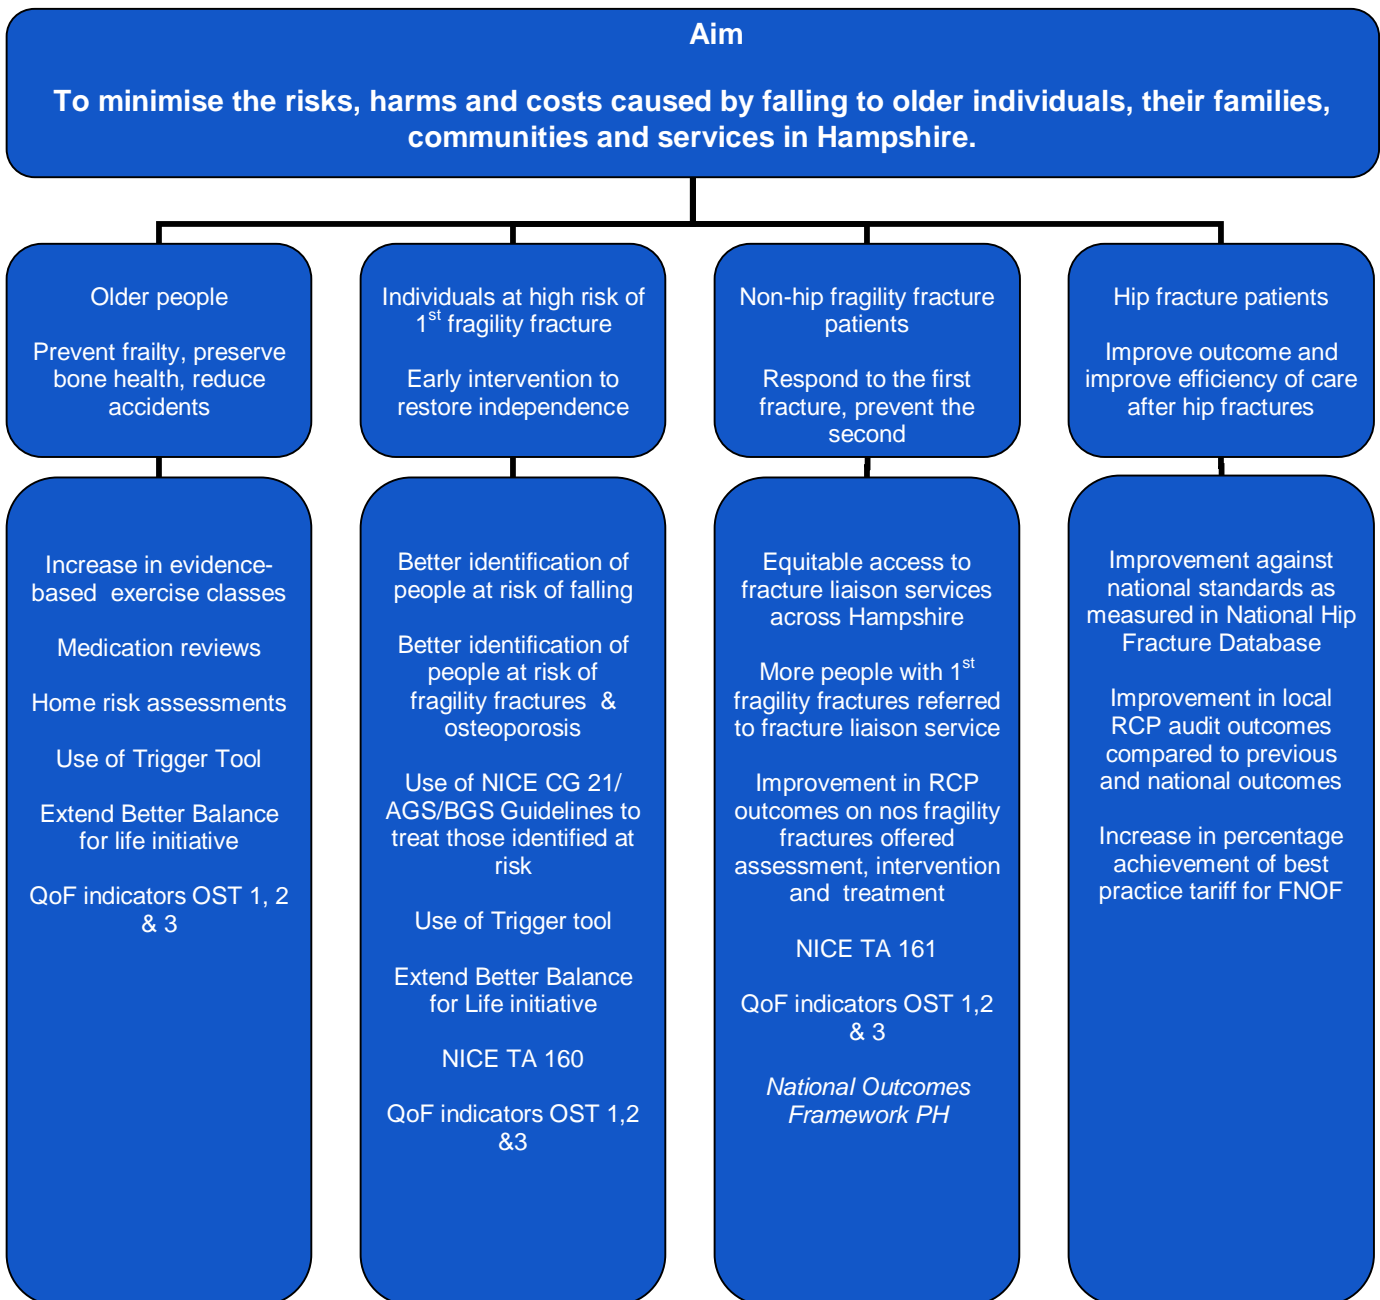 Aim
To minimise the risks, harms and costs caused by falling to older individuals, their families,
communities and services in Hampshire.
Older people
Prevent frailty, preserve
bone health, reduce
accidents
Individuals at high risk of
1st fragility fracture
Early intervention to
restore independence
Non-hip fragility fracture
patients
Respond to the first
fracture, prevent the
second
Hip fracture patients
Improve outcome and
improve efficiency of care
after hip fractures
Increase in evidence-
based exercise classes
Medication reviews
Home risk assessments
Use of Trigger Tool
Extend Better Balance
for life initiative
QoF indicators OST 1, 2
& 3
Better identification of
people at risk of falling
Better identification of
people at risk of
fragility fractures &
osteoporosis
Use of NICE CG 21/
AGS/BGS Guidelines to
treat those identified at
risk
Use of Trigger tool
Extend Better Balance
for Life initiative
NICE TA 160
QoF indicators OST 1,2
&3
Equitable access to
fracture liaison services
across Hampshire
More people with 1st
fragility fractures referred
to fracture liaison service
Improvement in RCP
outcomes on nos fragility
fractures offered
assessment, intervention
and treatment
NICE TA 161
QoF indicators OST 1,2
& 3
National Outcomes
Framework PH
Improvement against
national standards as
measured in National Hip
Fracture Database
Improvement in local
RCP audit outcomes
compared to previous
and national outcomes
Increase in percentage
achievement of best
practice tariff for FNOF